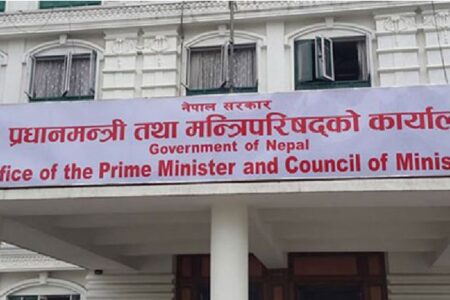 नेपाल सरकार
प्रधानमन्त्री तथा मन्त्रिपरिषद्को कार्याल
Government of Nepal
ffice of the Prime Minister and Council of Minis